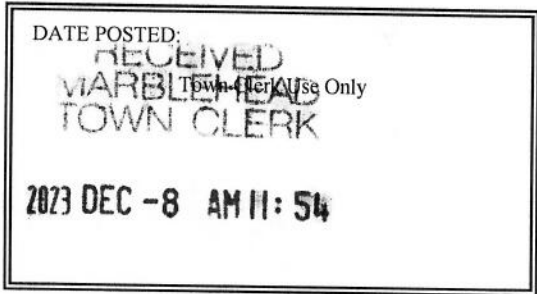 DATE POSTED:
RECEIVED
MARBLEHEAD
Town Clerk Use Only
TOWN CLERK
2023 DEC -8 AM 11: 54